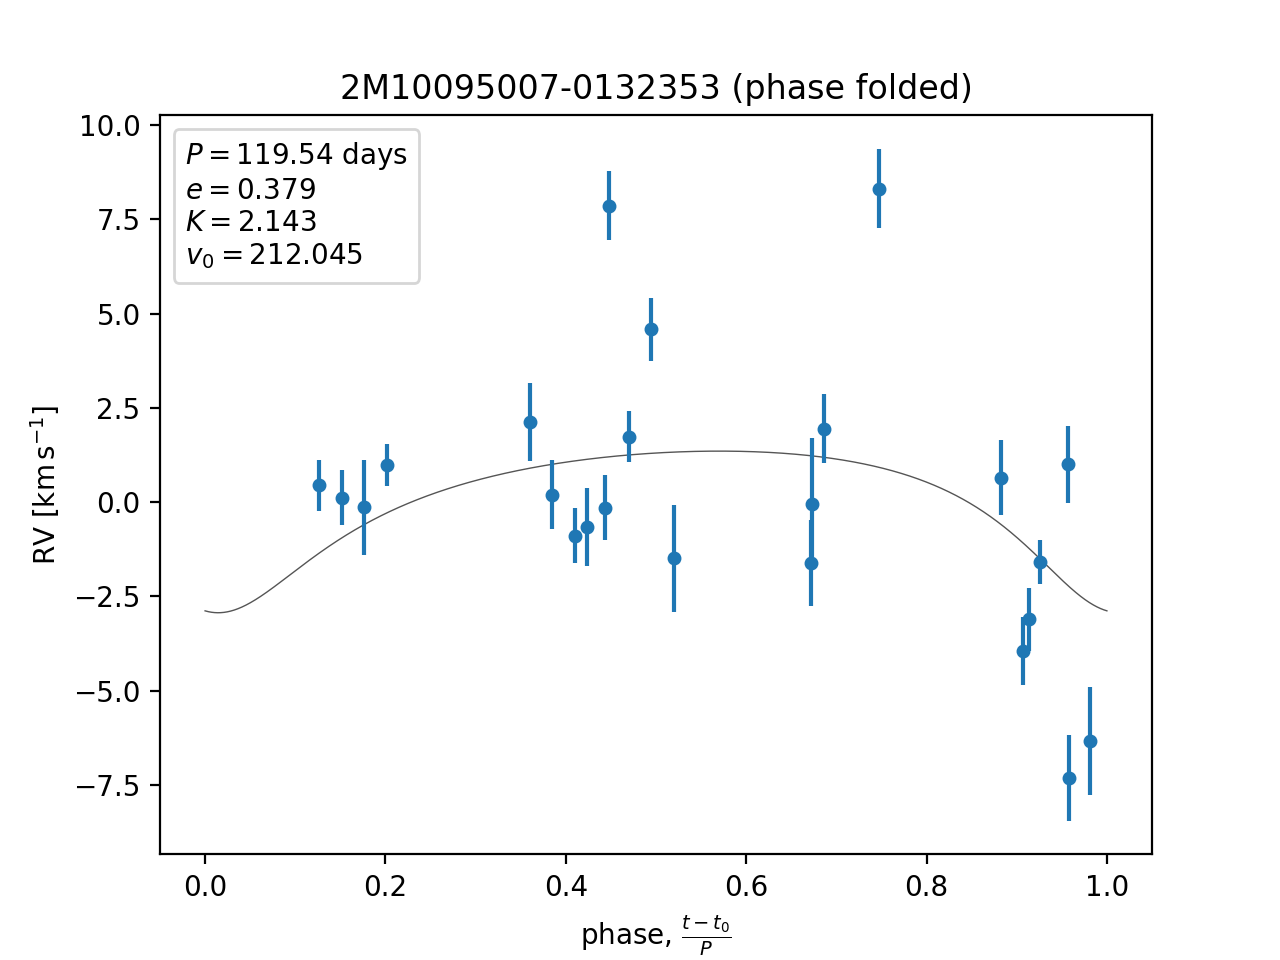 2M10095007-0132353 (phase folded)
P = 119.54 days
e = 0.379
K = 2.143
v₀ = 212.045
10.0
7.5
5.0
2.5
0.0
−2.5
−5.0
−7.5
RV [km s⁻¹]
0.0 0.2 0.4 0.6 0.8 1.0
phase, (t − t₀)/P